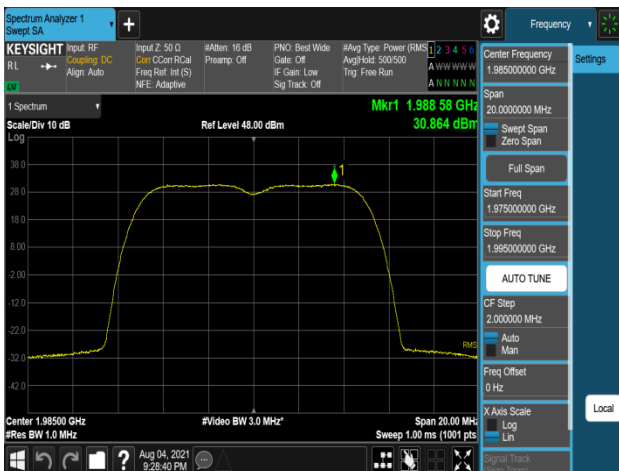 Spectrum Analyzer 1
Swept SA
Frequency
KEYSIGHT
RL
LU
Input: RF
Coupling: DC
Align: Auto
Input Z: 50 Ω
Corr CCorr RCal
Freq Ref: Int (S)
NFE: Adaptive
#Atten: 16 dB
Preamp: Off
PNO: Best Wide
Gate: Off
IF Gain: Low
Sig Track: Off
#Avg Type: Power (RMS
Avg|Hold: 500/500
Trig: Free Run
1 2 3 4 5 6
A W W W W W
A N N N N N
1 Spectrum
Mkr1 1.988 58 GHz
30.864 dBm
Scale/Div 10 dB
Ref Level 48.00 dBm
Log
38.0
28.0
18.0
8.00
-2.00
-12.0
-22.0
-32.0
-42.0
1
RMS
Center 1.98500 GHz
#Video BW 3.0 MHz*
Span 20.00 MHz
#Res BW 1.0 MHz
Sweep 1.00 ms (1001 pts
Aug 04, 2021
9:28:40 PM
?
Center Frequency
1.985000000 GHz
Span
20.0000000 MHz
Swept Span
Zero Span
Full Span
Start Freq
1.975000000 GHz
Stop Freq
1.995000000 GHz
AUTO TUNE
CF Step
2.000000 MHz
Auto
Man
Freq Offset
0 Hz
X Axis Scale
Log
Lin
Signal Track
Settings
Local